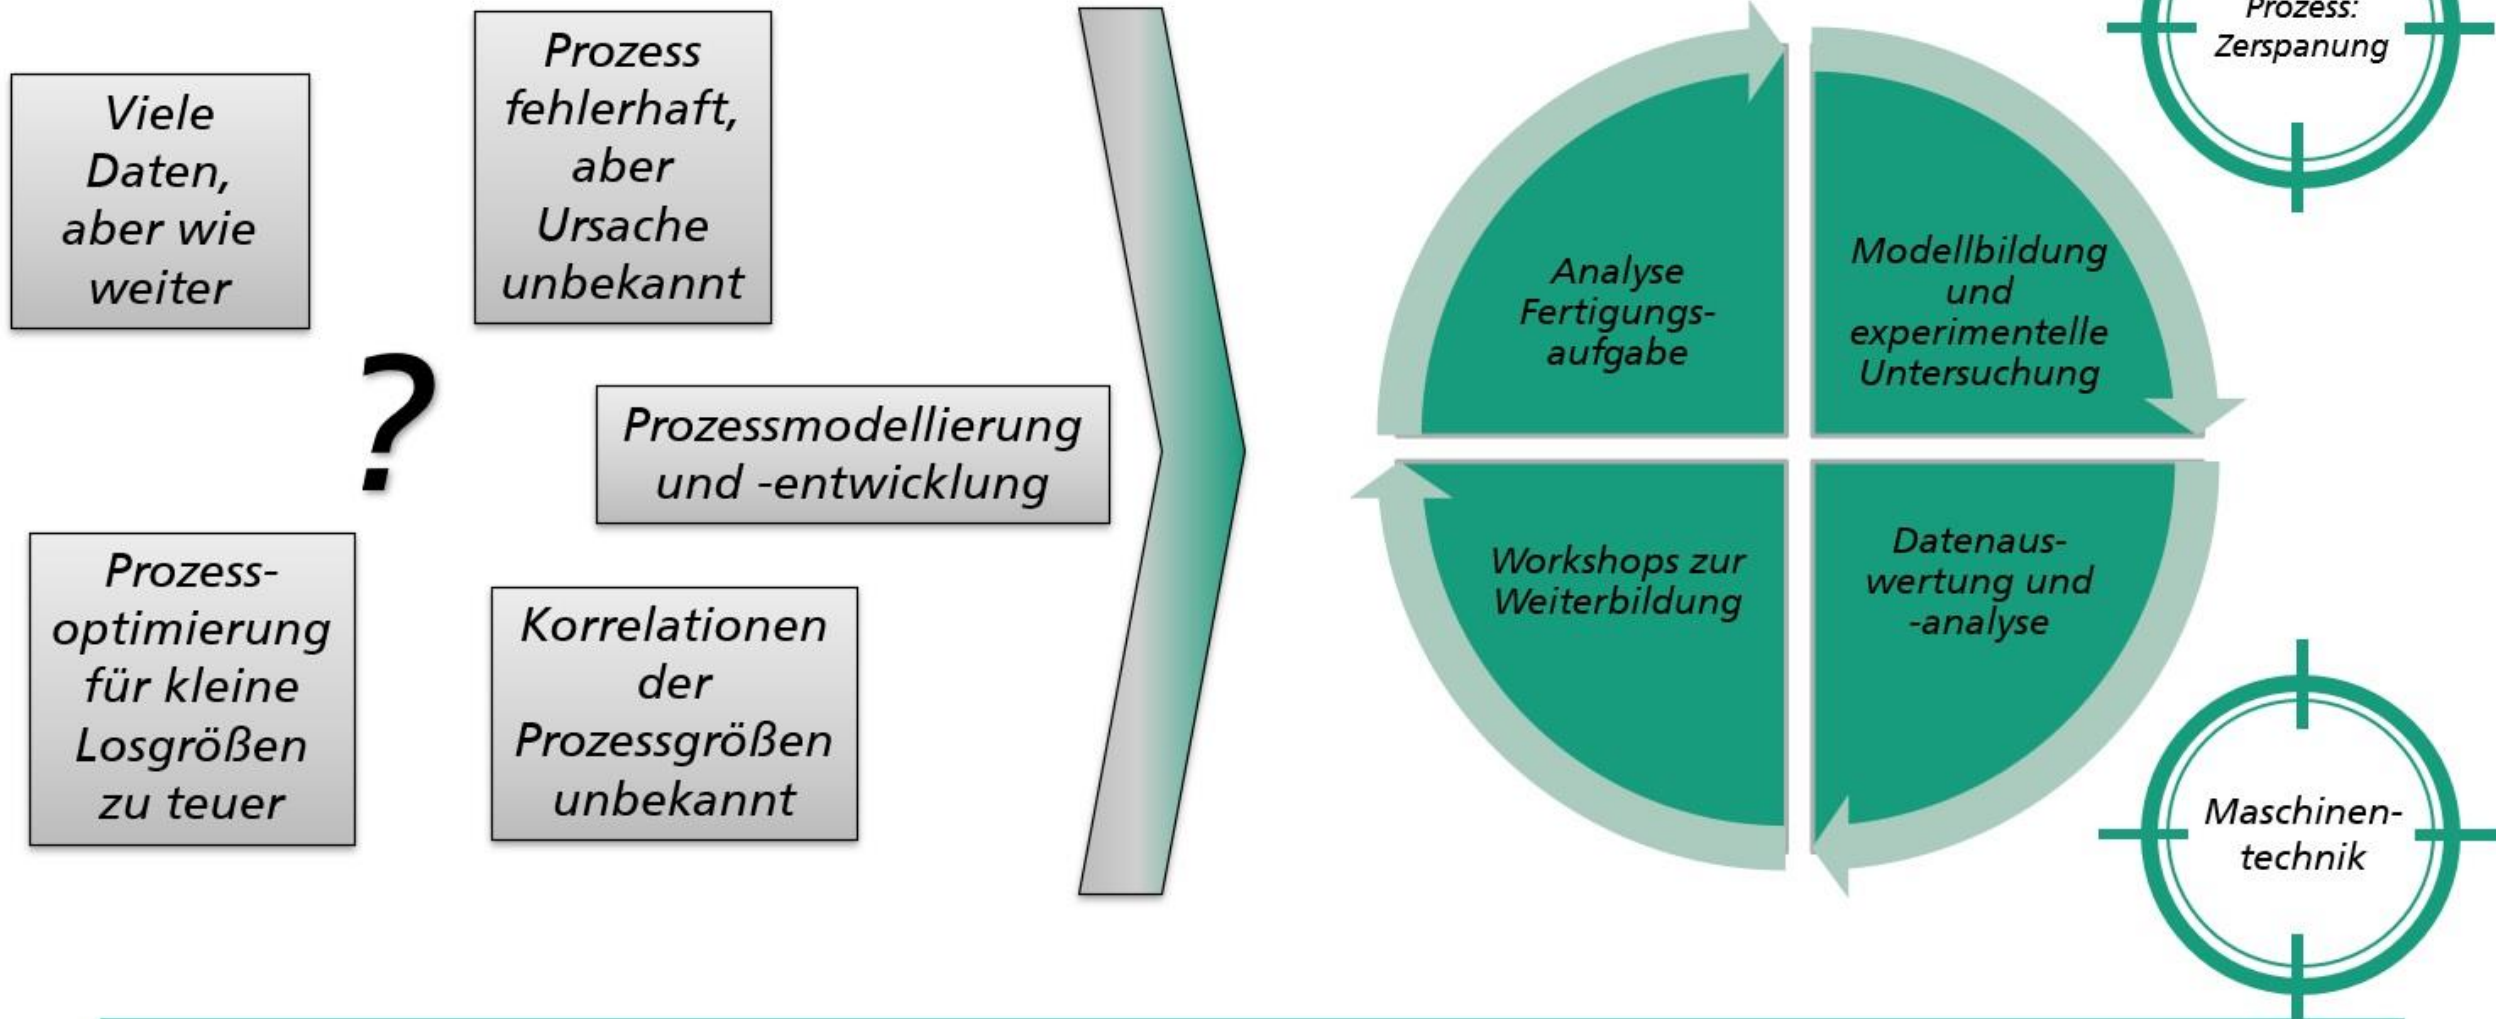 Viele
Daten,
aber wie
weiter
Prozess
fehlerhaft,
aber
Ursache
unbekannt
?
Prozessmodellierung
und -entwicklung
Prozess-
optimierung
für kleine
Losgrößen
zu teuer
Korrelationen
der
Prozessgrößen
unbekannt
Analyse
Fertigungs-
aufgabe
Modellbildung
und
experimentelle
Untersuchung
Workshops zur
Weiterbildung
Datenaus-
wertung und
-analyse
Prozess:
Zerspanung
Maschinen-
technik